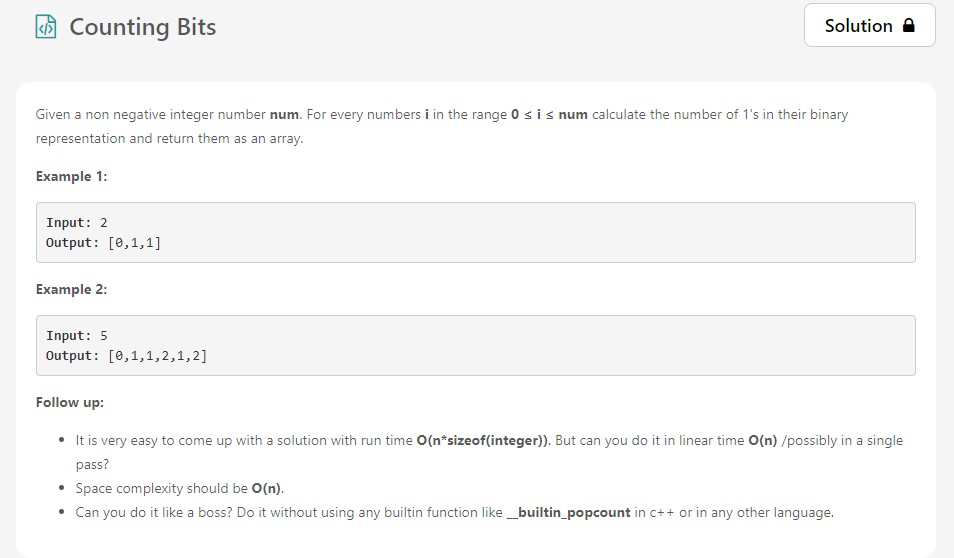 Counting Bits
Solution
Given a non negative integer number num. For every numbers i in the range 0 ≤ i ≤ num calculate the number of 1's in their binary
representation and return them as an array.
Example 1:
Input: 2
Output: [0,1,1]
Example 2:
Input: 5
Output: [0,1,1,2,1,2]
Follow up:
• It is very easy to come up with a solution with run time O(n*sizeof(integer)). But can you do it in linear time O(n) /possibly in a single
pass?
• Space complexity should be O(n).
• Can you do it like a boss? Do it without using any builtin function like __builtin_popcount in c++ or in any other language.